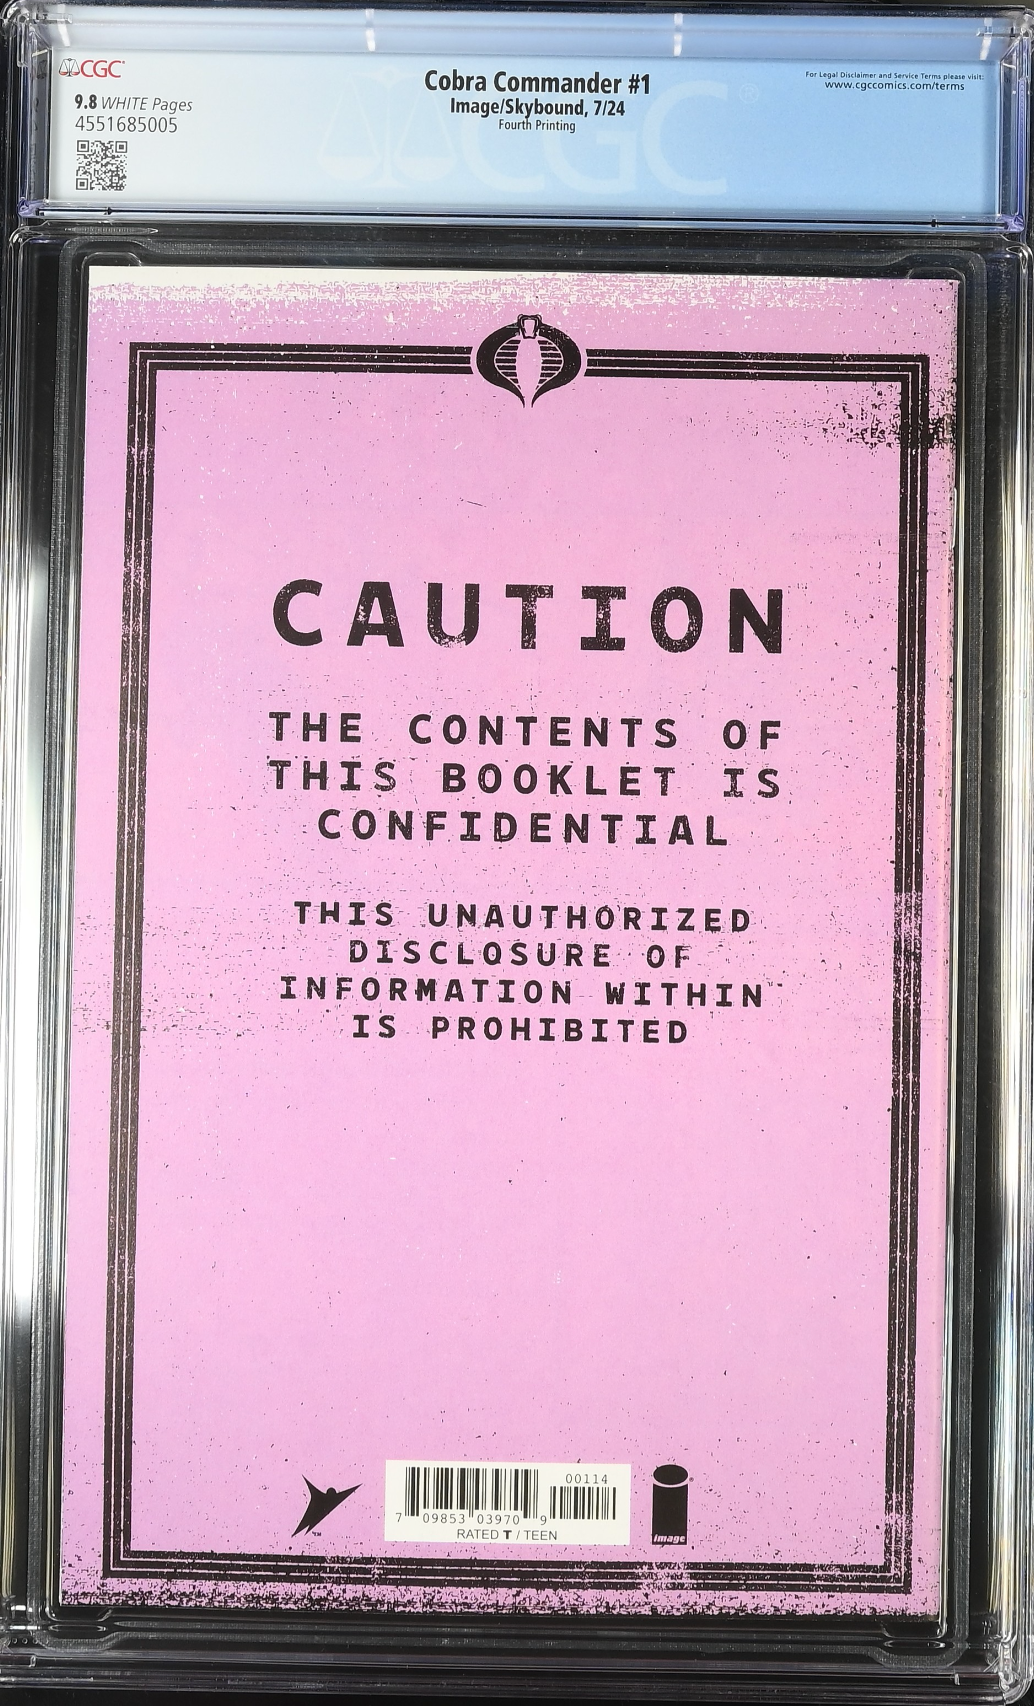 CGC
9.8 WHITE Pages
4551685005
Cobra Commander #1
Image/Skybound, 7/24
Fourth Printing
For Legal Disclaimer and Service Terms please visit:
www.cgccomics.com/terms
CGC
CAUTION
THE CONTENTS OF
THIS BOOKLET IS
CONFIDENTIAL
THIS UNAUTHORIZED
DISCLOSURE OF
INFORMATION WITHIN
IS PROHIBITED
00114
7 09853 03970 9
RATED T / TEEN
image